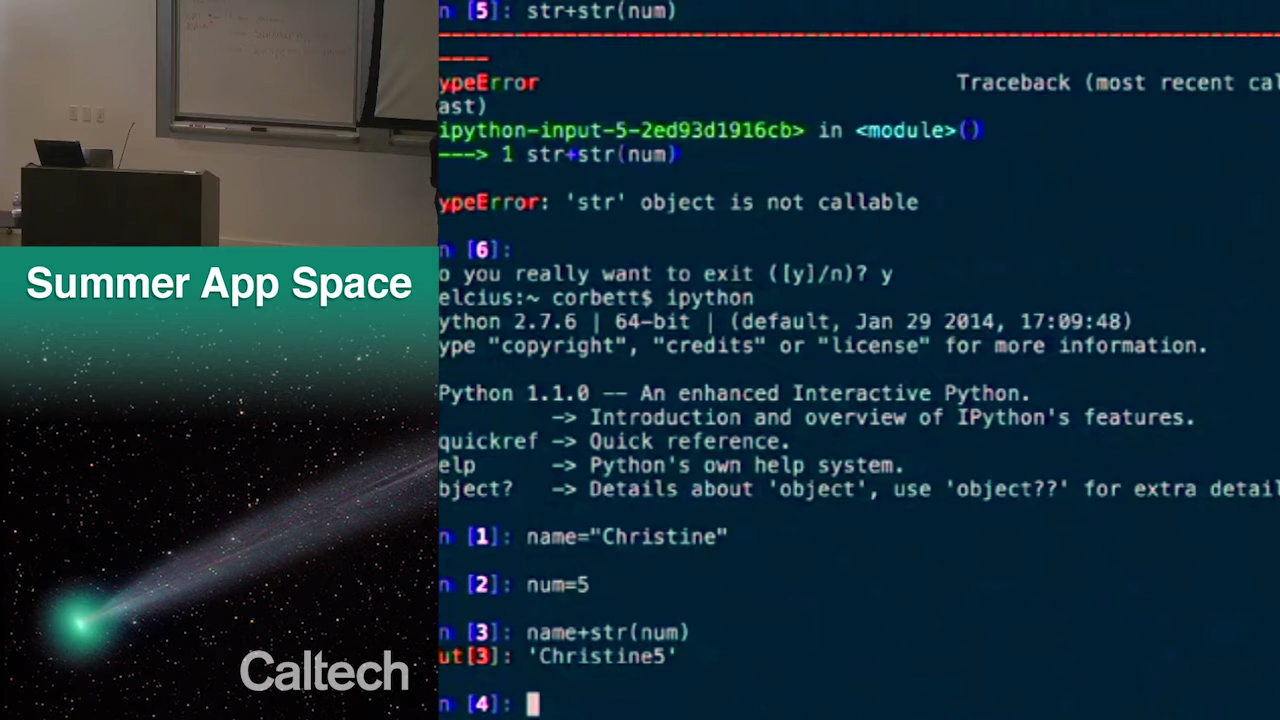 Summer App Space
Caltech
n [5]: str+str(num)
ypeError Traceback (most recent cal
ast)
ipython-input-5-2ed93d1916cb> in <module>()
---> 1 str+str(num)
ypeError: 'str' object is not callable
n [6]:
o you really want to exit ([y]/n)? y
elcius:~ corbett$ ipython
ython 2.7.6 | 64-bit | (default, Jan 29 2014, 17:09:48)
ype "copyright", "credits" or "license" for more information.
Python 1.1.0 -- An enhanced Interactive Python.
-> Introduction and overview of IPython's features.
quickref -> Quick reference.
elp -> Python's own help system.
bject? -> Details about 'object', use 'object??' for extra detail
n [1]: name="Christine"
n [2]: num=5
n [3]: name+str(num)
ut[3]: 'Christine5'
n [4]: